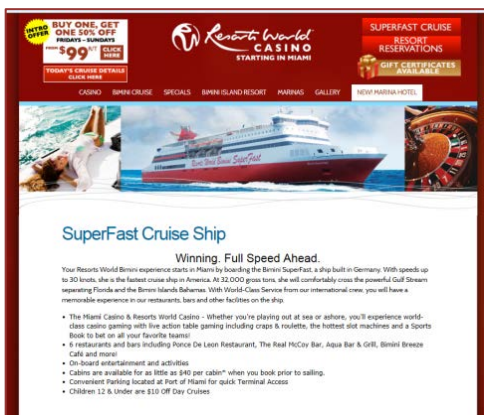 INTRO
OFFER
BUY ONE, GET
ONE 50% OFF
FRIDAYS - SUNDAYS
FROM $99 R/T CLICK HERE
TODAY'S CRUISE DETAILS
CLICK HERE
Resorts World
CASINO
STARTING IN MIAMI
SUPERFAST CRUISE
RESORT
RESERVATIONS
GIFT CERTIFICATES
AVAILABLE
CASINO BIMINI CRUISE SPECIALS BIMINI ISLAND RESORT MARINAS GALLERY NEW! MARINA HOTEL
Resorts World Bimini SuperFast
SuperFast Cruise Ship
Winning. Full Speed Ahead.
Your Resorts World Bimini experience starts in Miami by boarding the Bimini SuperFast, a ship built in Germany. With speeds up
to 30 knots, she is the fastest cruise ship in America. At 32,000 gross tons, she will comfortably cross the powerful Gulf Stream
separating Florida and the Bimini Islands Bahamas. With World-Class Service from our international crew, you will have a
memorable experience in our restaurants, bars and other facilities on the ship.
• The Miami Casino & Resorts World Casino - Whether you're playing out at sea or ashore, you'll experience world-
class casino gaming with live action table gaming including craps & roulette, the hottest slot machines and a Sports
Book to bet on all your favorite teams!
• 6 restaurants and bars including Ponce De Leon Restaurant, The Real McCoy Bar, Aqua Bar & Grill, Bimini Breeze
Café and more!
• On-board entertainment and activities
• Cabins are available for as little as $40 per cabin* when you book prior to sailing.
• Convenient Parking located at Port of Miami for quick Terminal Access
• Children 12 & Under are $10 Off Day Cruises